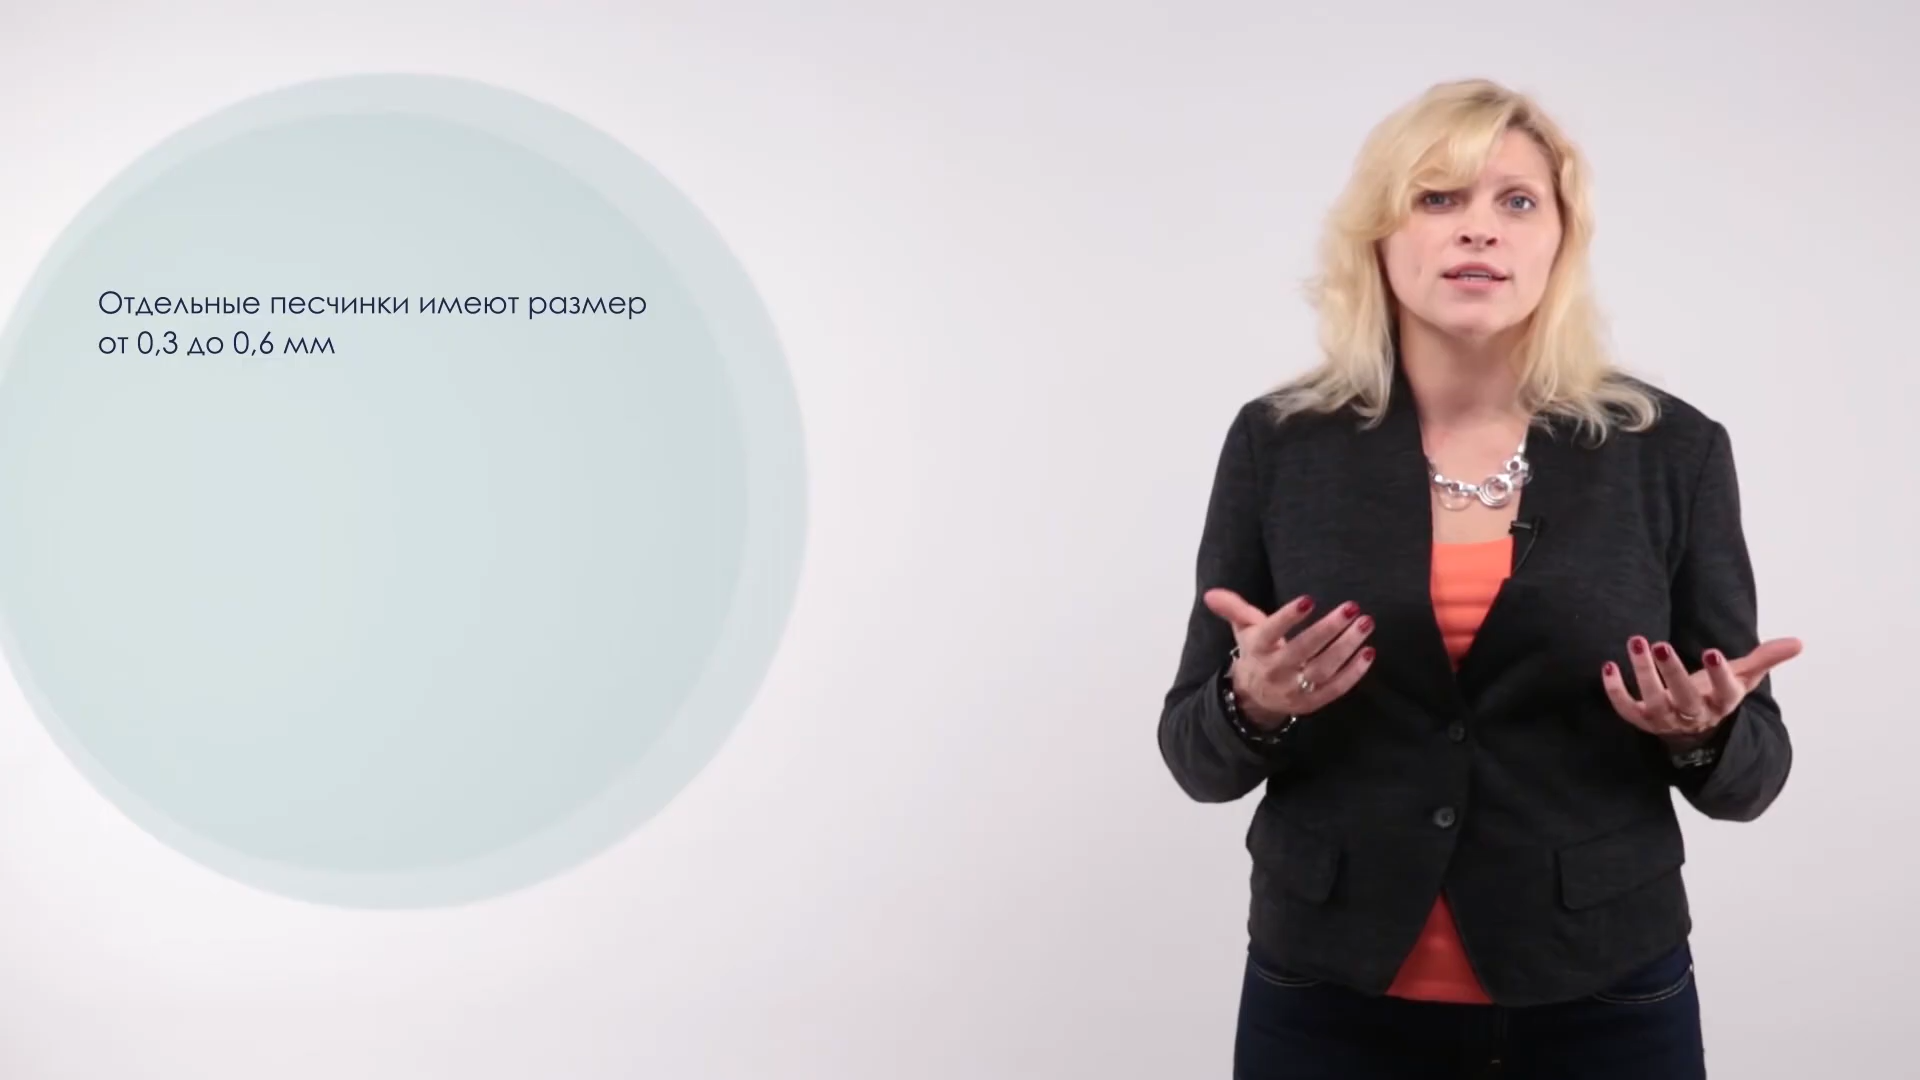 Отдельные песчинки имеют размер
от 0,3 до 0,6 мм